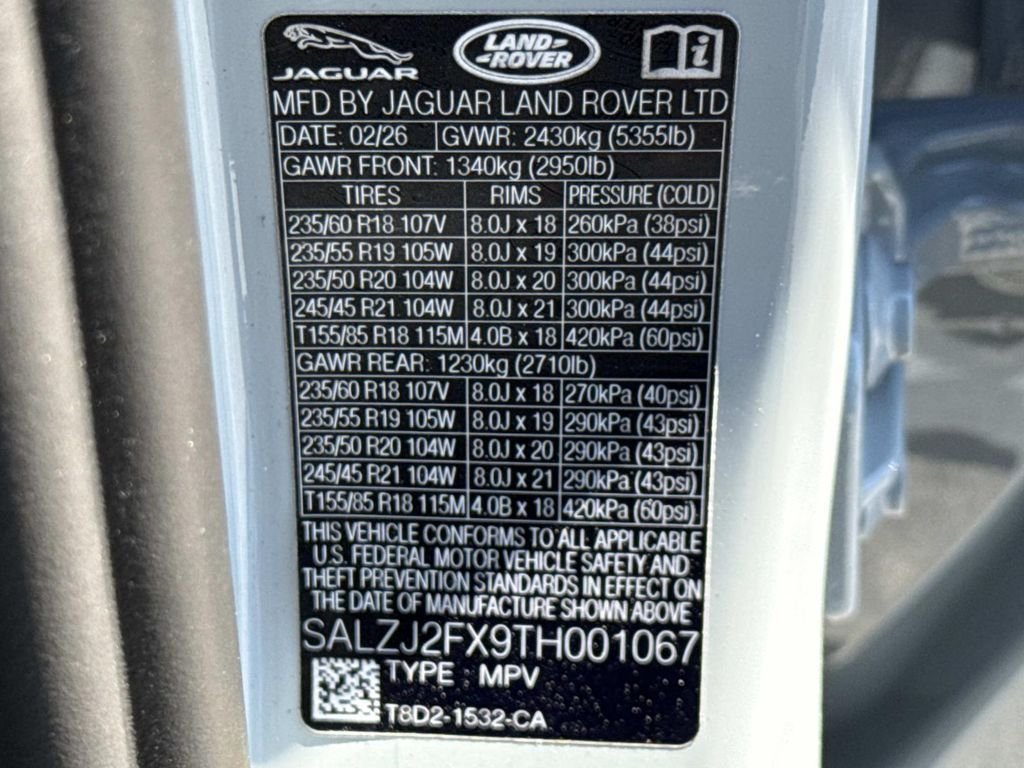 JAGUAR
LAND-
-ROVER
i
MFD BY JAGUAR LAND ROVER LTD
DATE: 02/26 GVWR: 2430kg (5355lb)
GAWR FRONT: 1340kg (2950lb)
TIRES RIMS PRESSURE (COLD)
235/60 R18 107V 8.0J x 18 260kPa (38psi)
235/55 R19 105W 8.0J x 19 300kPa (44psi)
235/50 R20 104W 8.0J x 20 300kPa (44psi)
245/45 R21 104W 8.0J x 21 300kPa (44psi)
T155/85 R18 115M 4.0B x 18 420kPa (60psi)
GAWR REAR: 1230kg (2710lb)
235/60 R18 107V 8.0J x 18 270kPa (40psi)
235/55 R19 105W 8.0J x 19 290kPa (43psi)
235/50 R20 104W 8.0J x 20 290kPa (43psi)
245/45 R21 104W 8.0J x 21 290kPa (43psi)
T155/85 R18 115M 4.0B x 18 420kPa (60psi)
THIS VEHICLE CONFORMS TO ALL APPLICABLE
U.S. FEDERAL MOTOR VEHICLE SAFETY AND
THEFT PREVENTION STANDARDS IN EFFECT ON
THE DATE OF MANUFACTURE SHOWN ABOVE
SALZJ2FX9TH001067
TYPE : MPV
T8D2-1532-CA